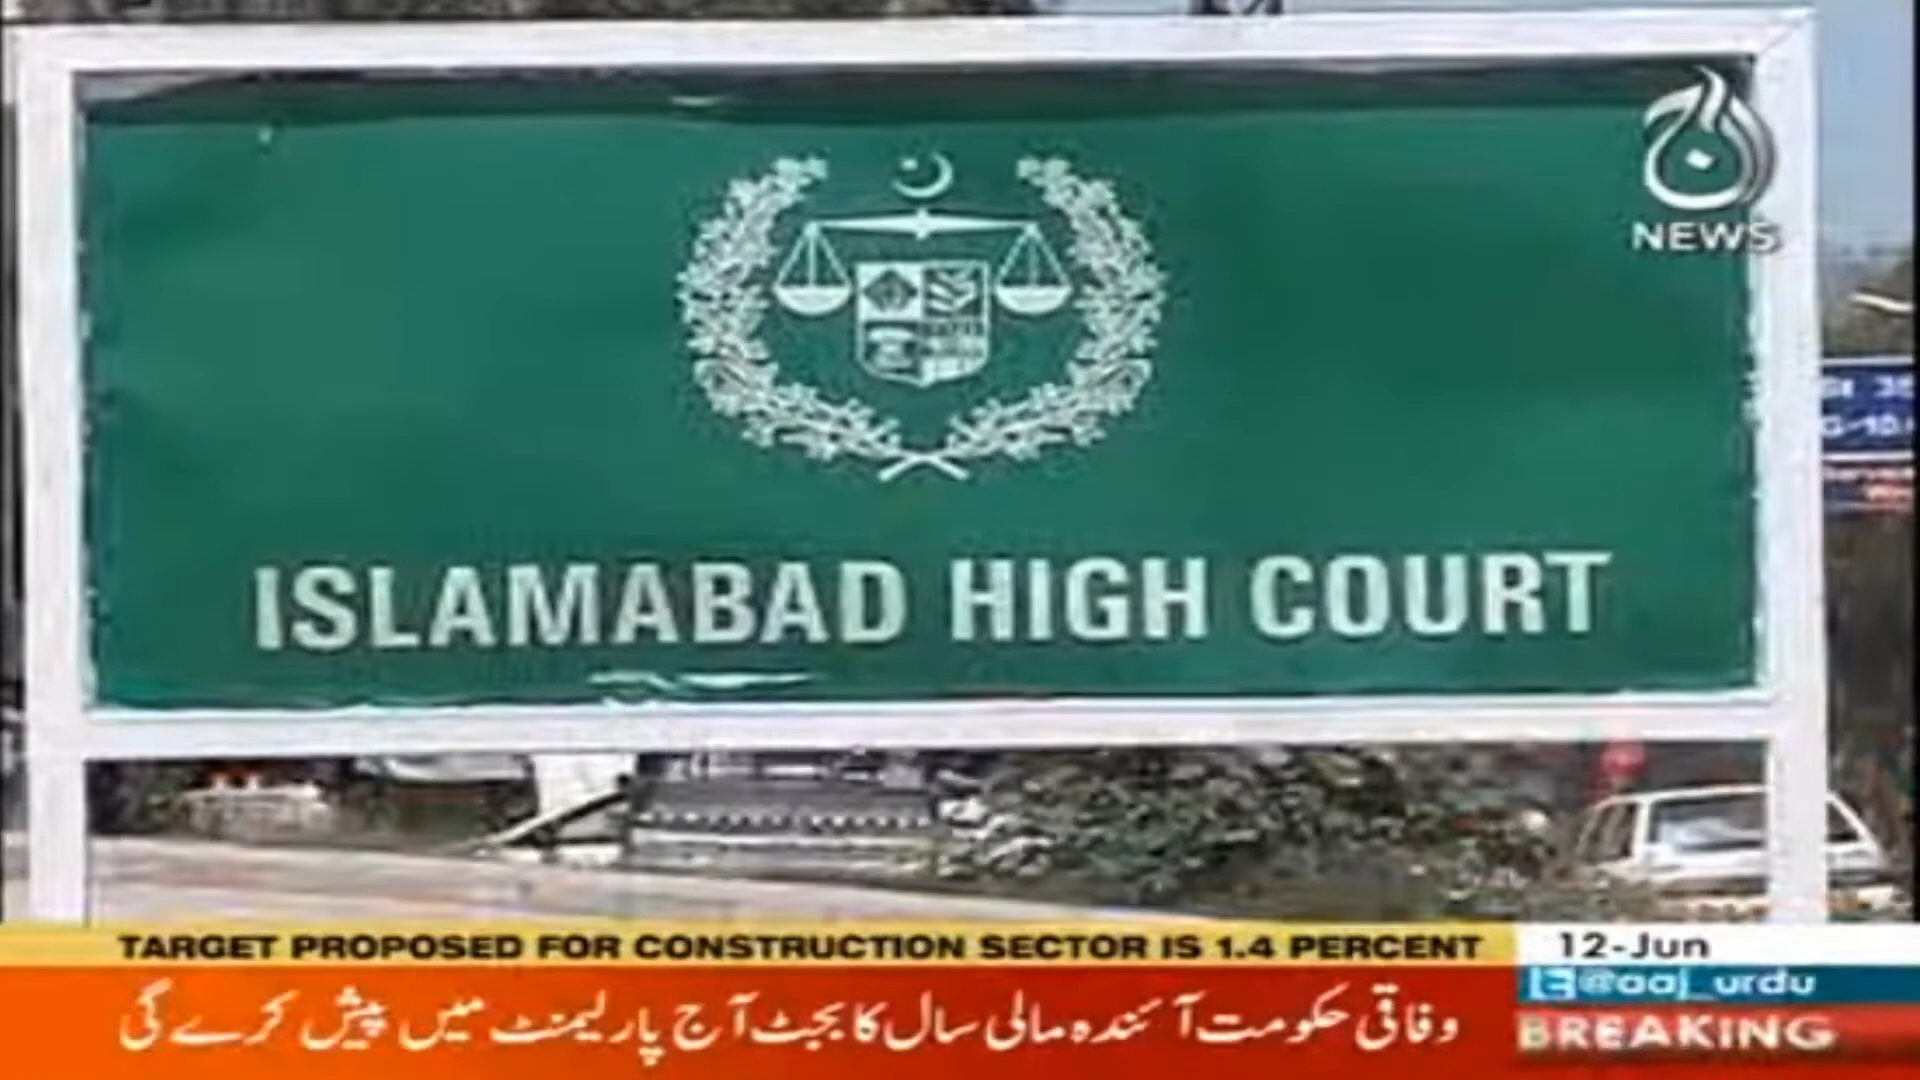 آج
NEWS
ISLAMABAD HIGH COURT
TARGET PROPOSED FOR CONSTRUCTION SECTOR IS 1.4 PERCENT
12-Jun
@aaj_urdu
وفاقی حکومت آئندہ مالی سال کا بجٹ آج پارلیمنٹ میں پیش کرے گی
BREAKING